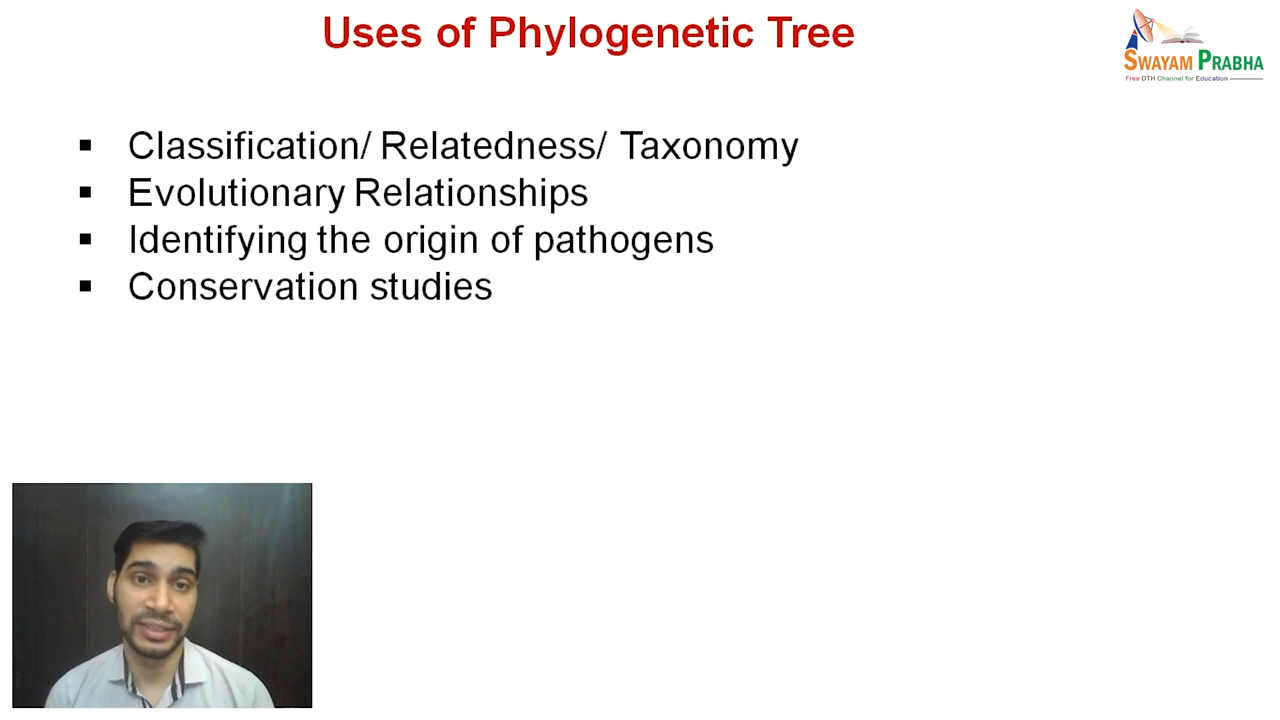 Uses of Phylogenetic Tree
SWAYAM PRABHA
Free DTH Channel for Education
▪ Classification/ Relatedness/ Taxonomy
▪ Evolutionary Relationships
▪ Identifying the origin of pathogens
▪ Conservation studies